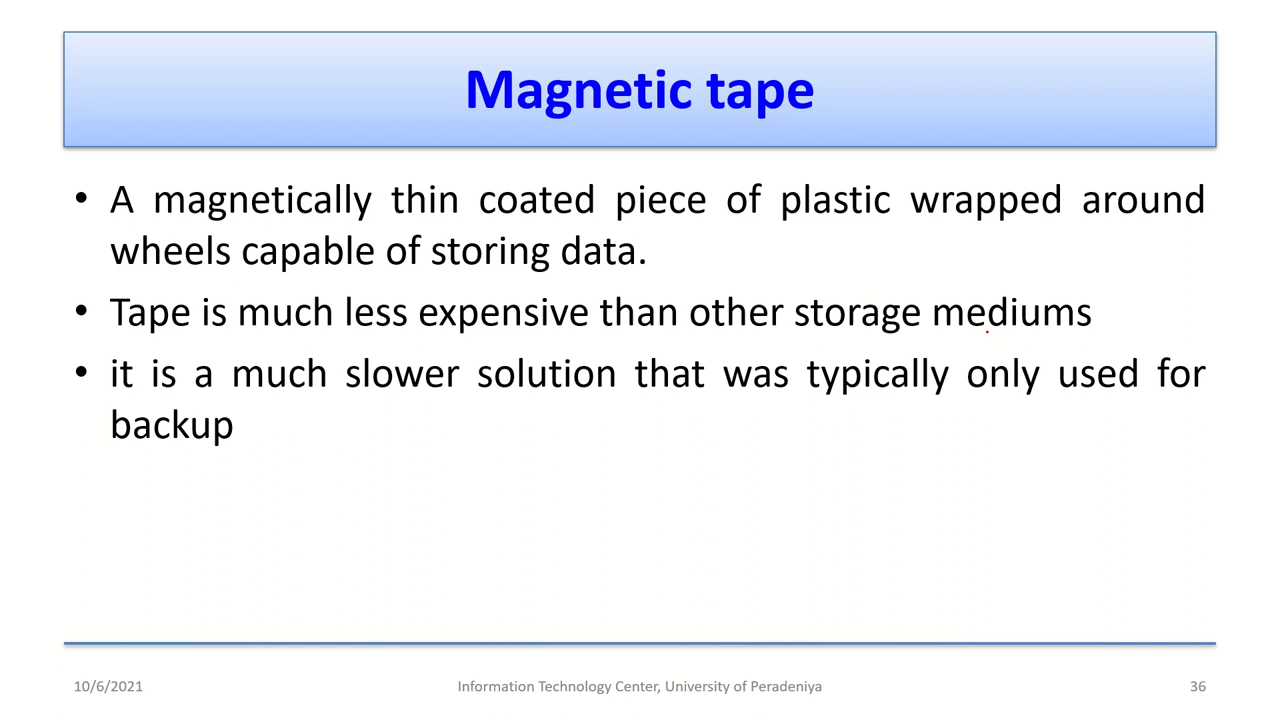 Magnetic tape
• A magnetically thin coated piece of plastic wrapped around
wheels capable of storing data.
• Tape is much less expensive than other storage mediums
• it is a much slower solution that was typically only used for
backup
10/6/2021
Information Technology Center, University of Peradeniya
36